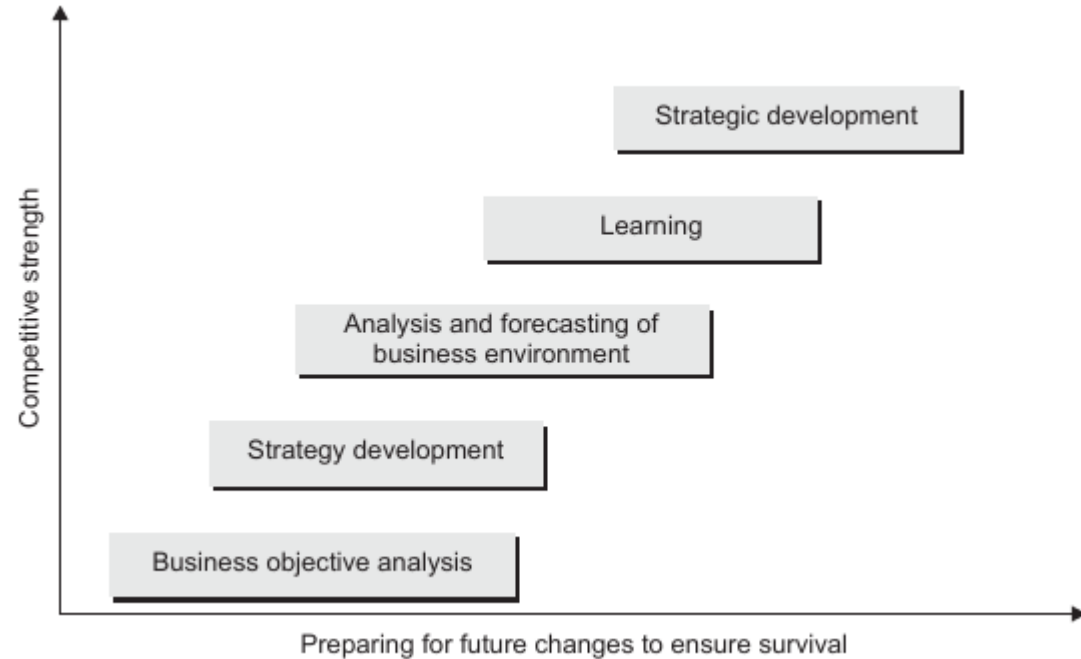 Strategic development
Learning
Analysis and forecasting of
business environment
Strategy development
Business objective analysis
Competitive strength
Preparing for future changes to ensure survival